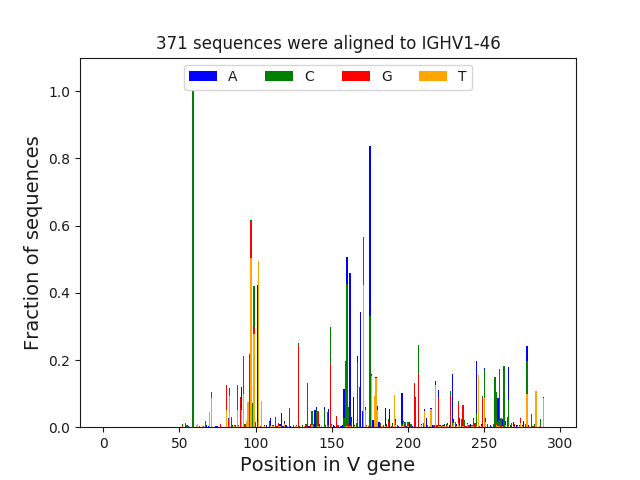 371 sequences were aligned to IGHV1-46
A C G T
1.0
0.8
0.6
0.4
0.2
0.0
Fraction of sequences
0 50 100 150 200 250 300
Position in V gene